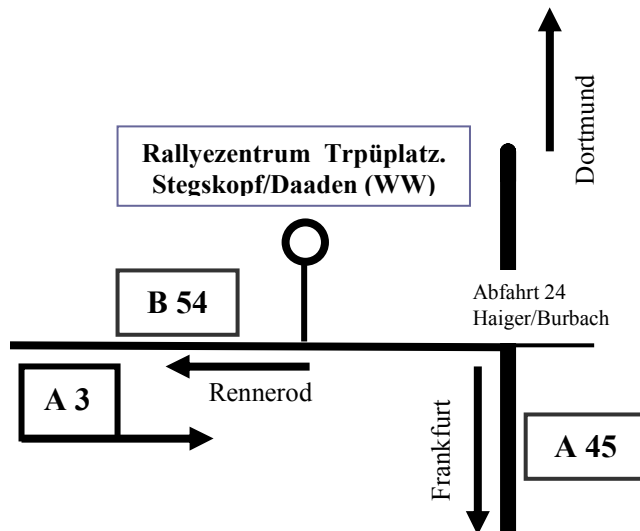 Dortmund
Rallyezentrum Trpüplatz.
Stegskopf/Daaden (WW)
B 54
Abfahrt 24
Haiger/Burbach
A 3
Rennerod
Frankfurt
A 45